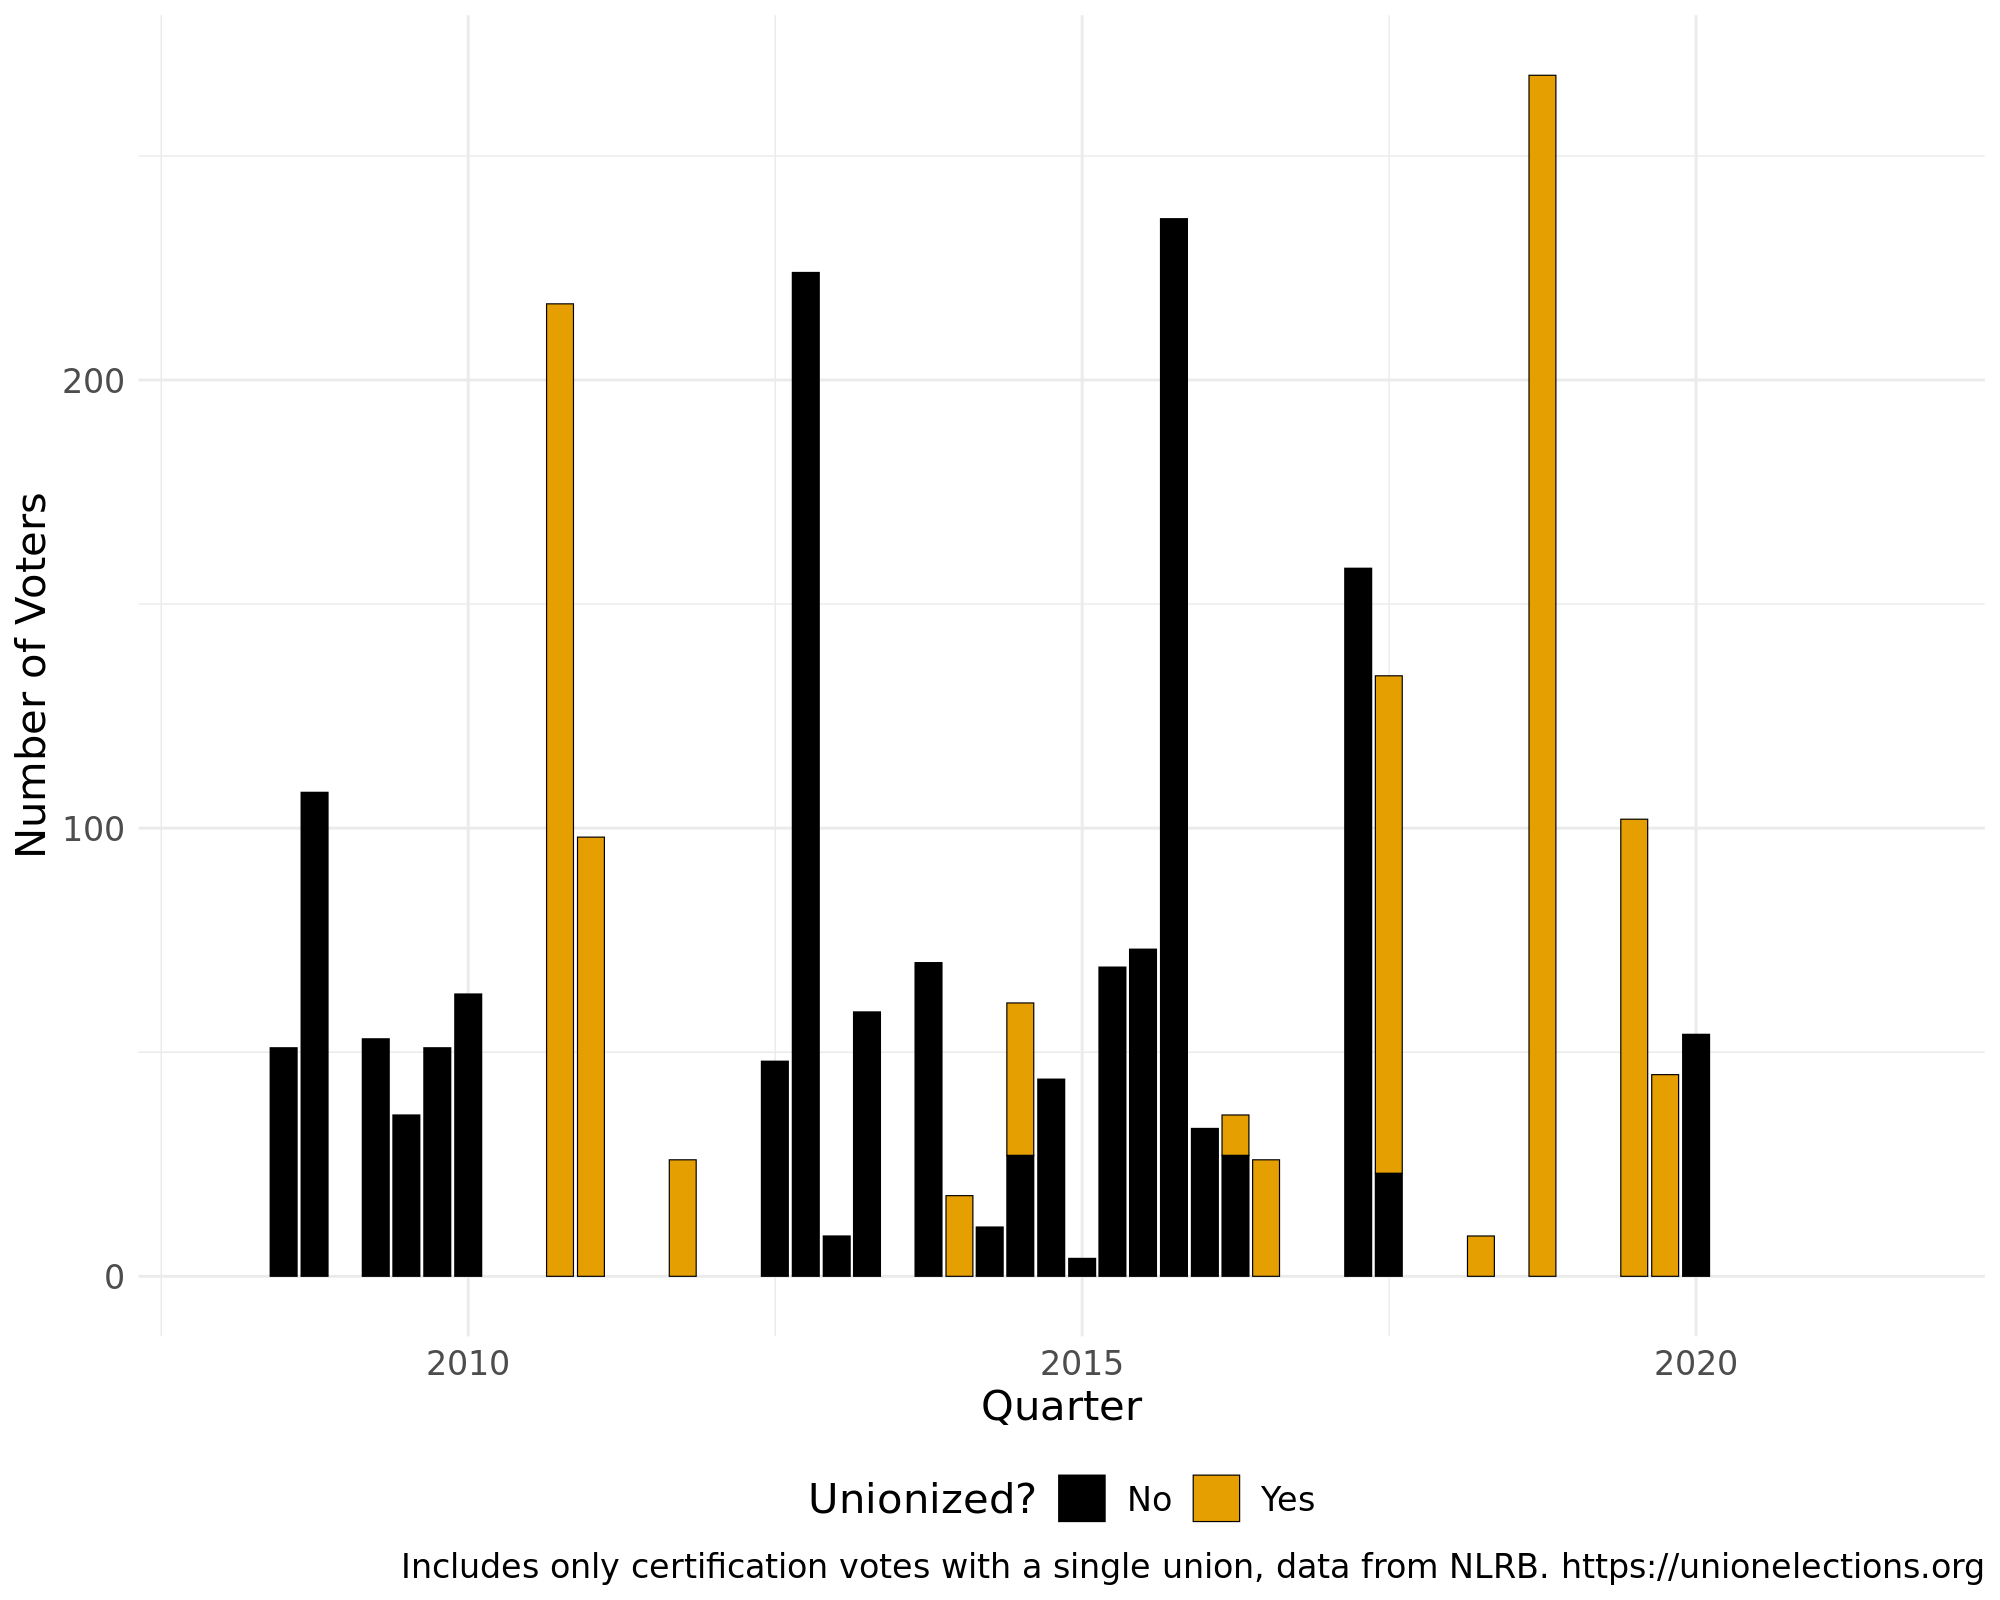 Number of Voters
200
100
0
2010 2015 2020
Quarter
Unionized? No Yes
Includes only certification votes with a single union, data from NLRB. https://unionelections.org